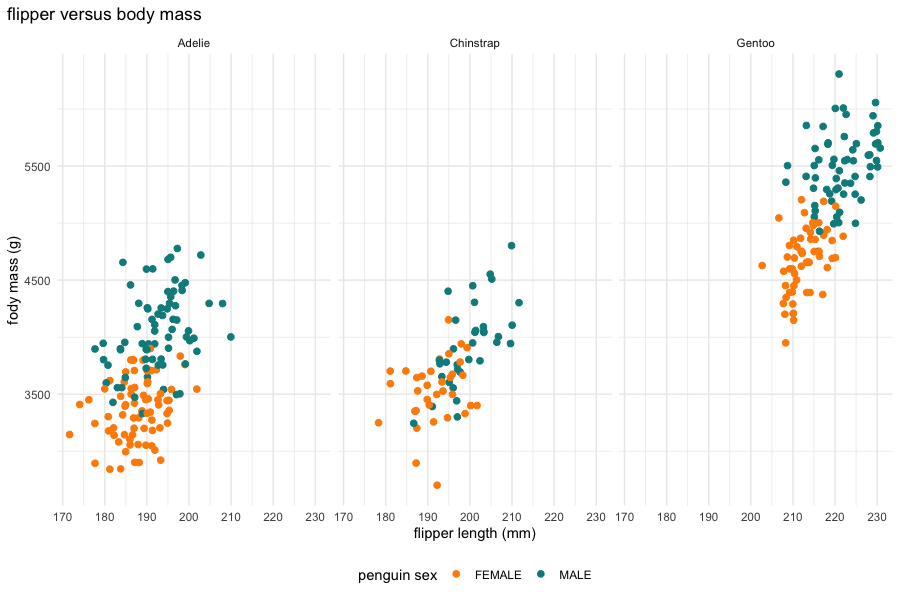 flipper versus body mass
Adelie Chinstrap Gentoo
5500
4500
3500
fody mass (g)
170 180 190 200 210 220 230 170 180 190 200 210 220 230 170 180 190 200 210 220 230
flipper length (mm)
penguin sex FEMALE MALE